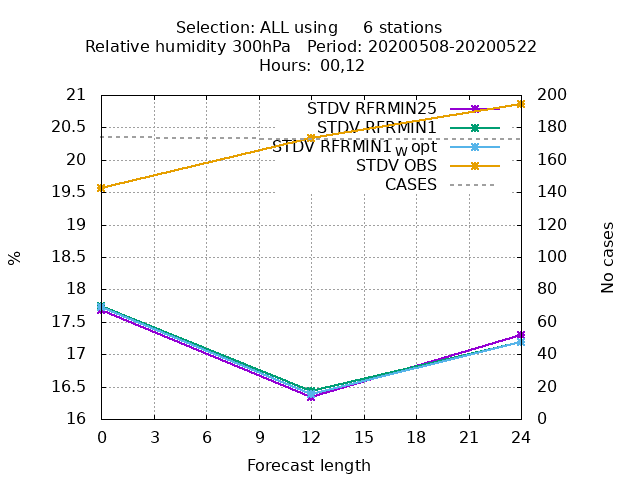 Selection: ALL using     6 stations
Relative humidity 300hPa   Period: 20200508-20200522
Hours: 00,12
21
20.5
20
19.5
19
18.5
18
17.5
17
16.5
16
%
STDV RFRMIN25
STDV RFRMIN1
STDV RFRMIN1_W opt
STDV OBS
CASES
200
180
160
140
120
100
80
60
40
20
0
No cases
0 3 6 9 12 15 18 21 24
Forecast length